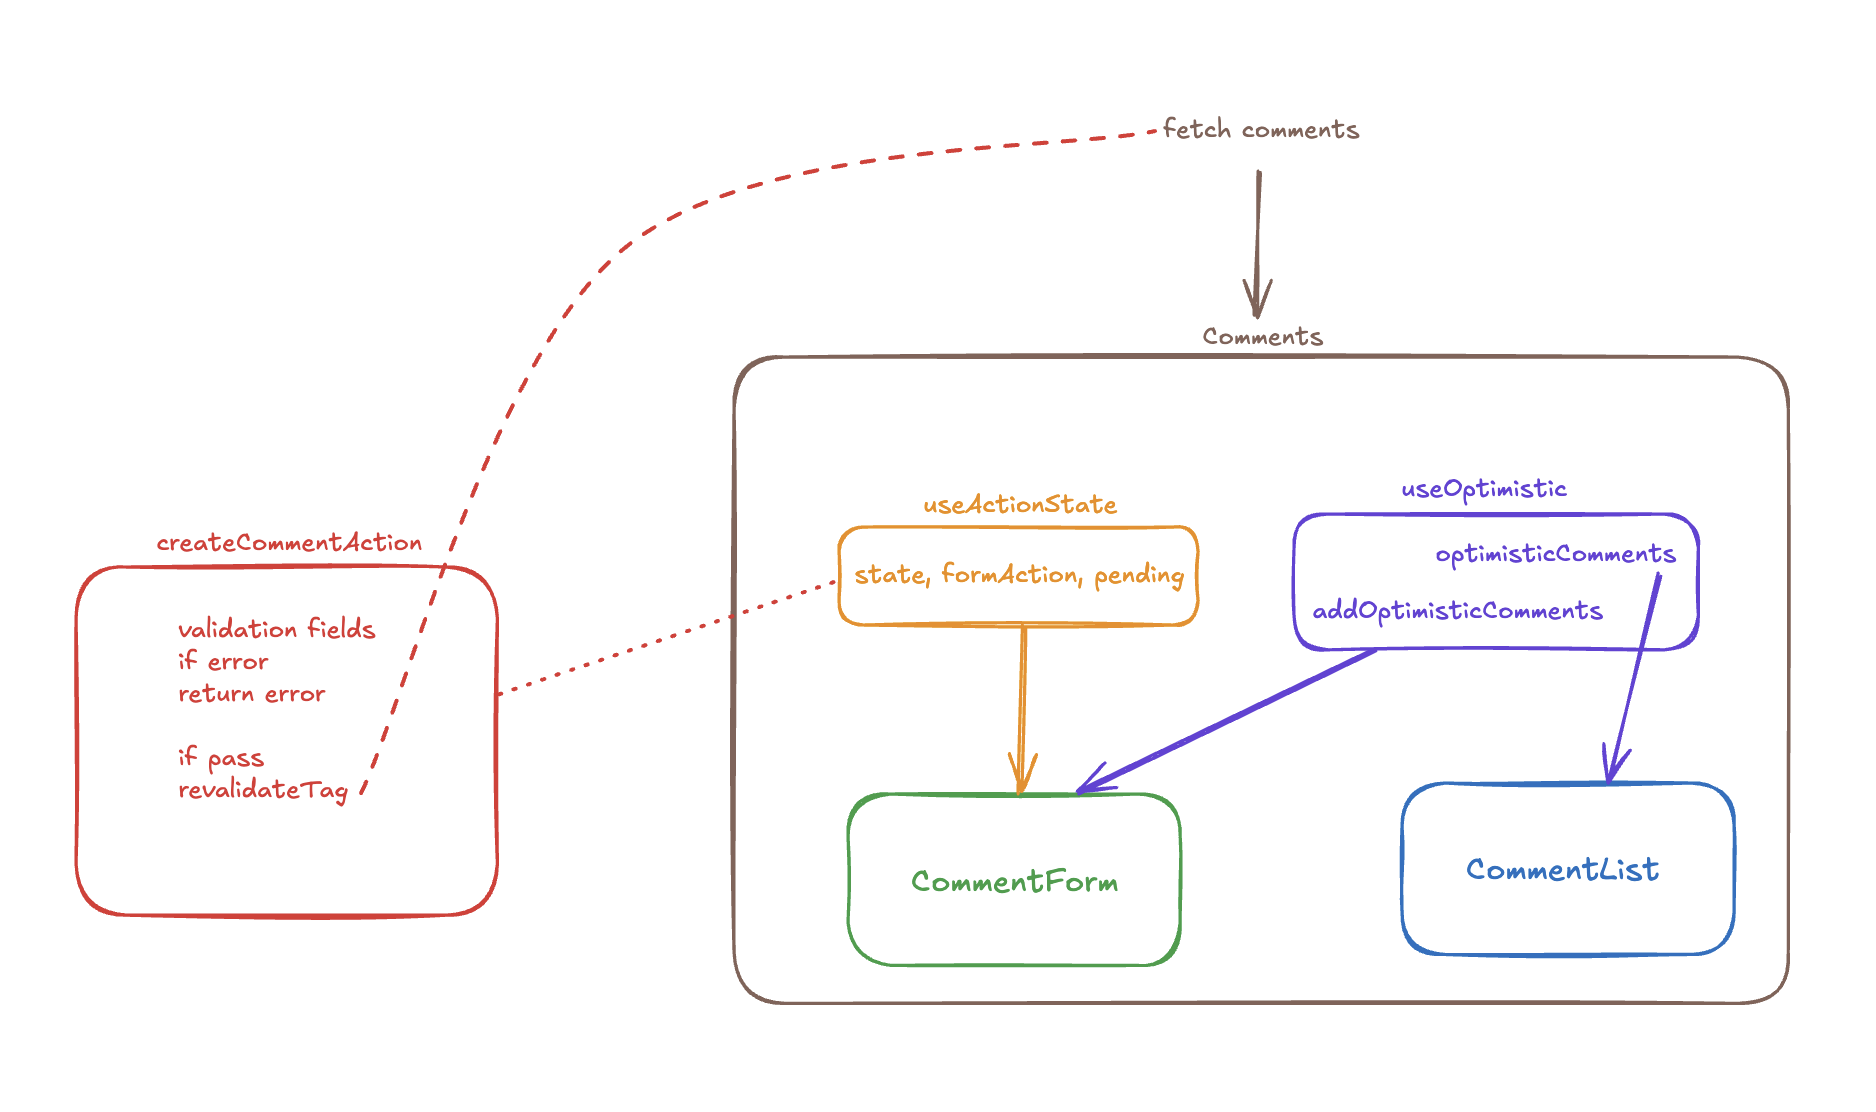 fetch comments
Comments
useActionState
state, formAction, pending
useOptimistic
optimisticComments
addOptimisticComments
createCommentAction
validation fields
if error
return error
if pass
revalidateTag
CommentForm
CommentList